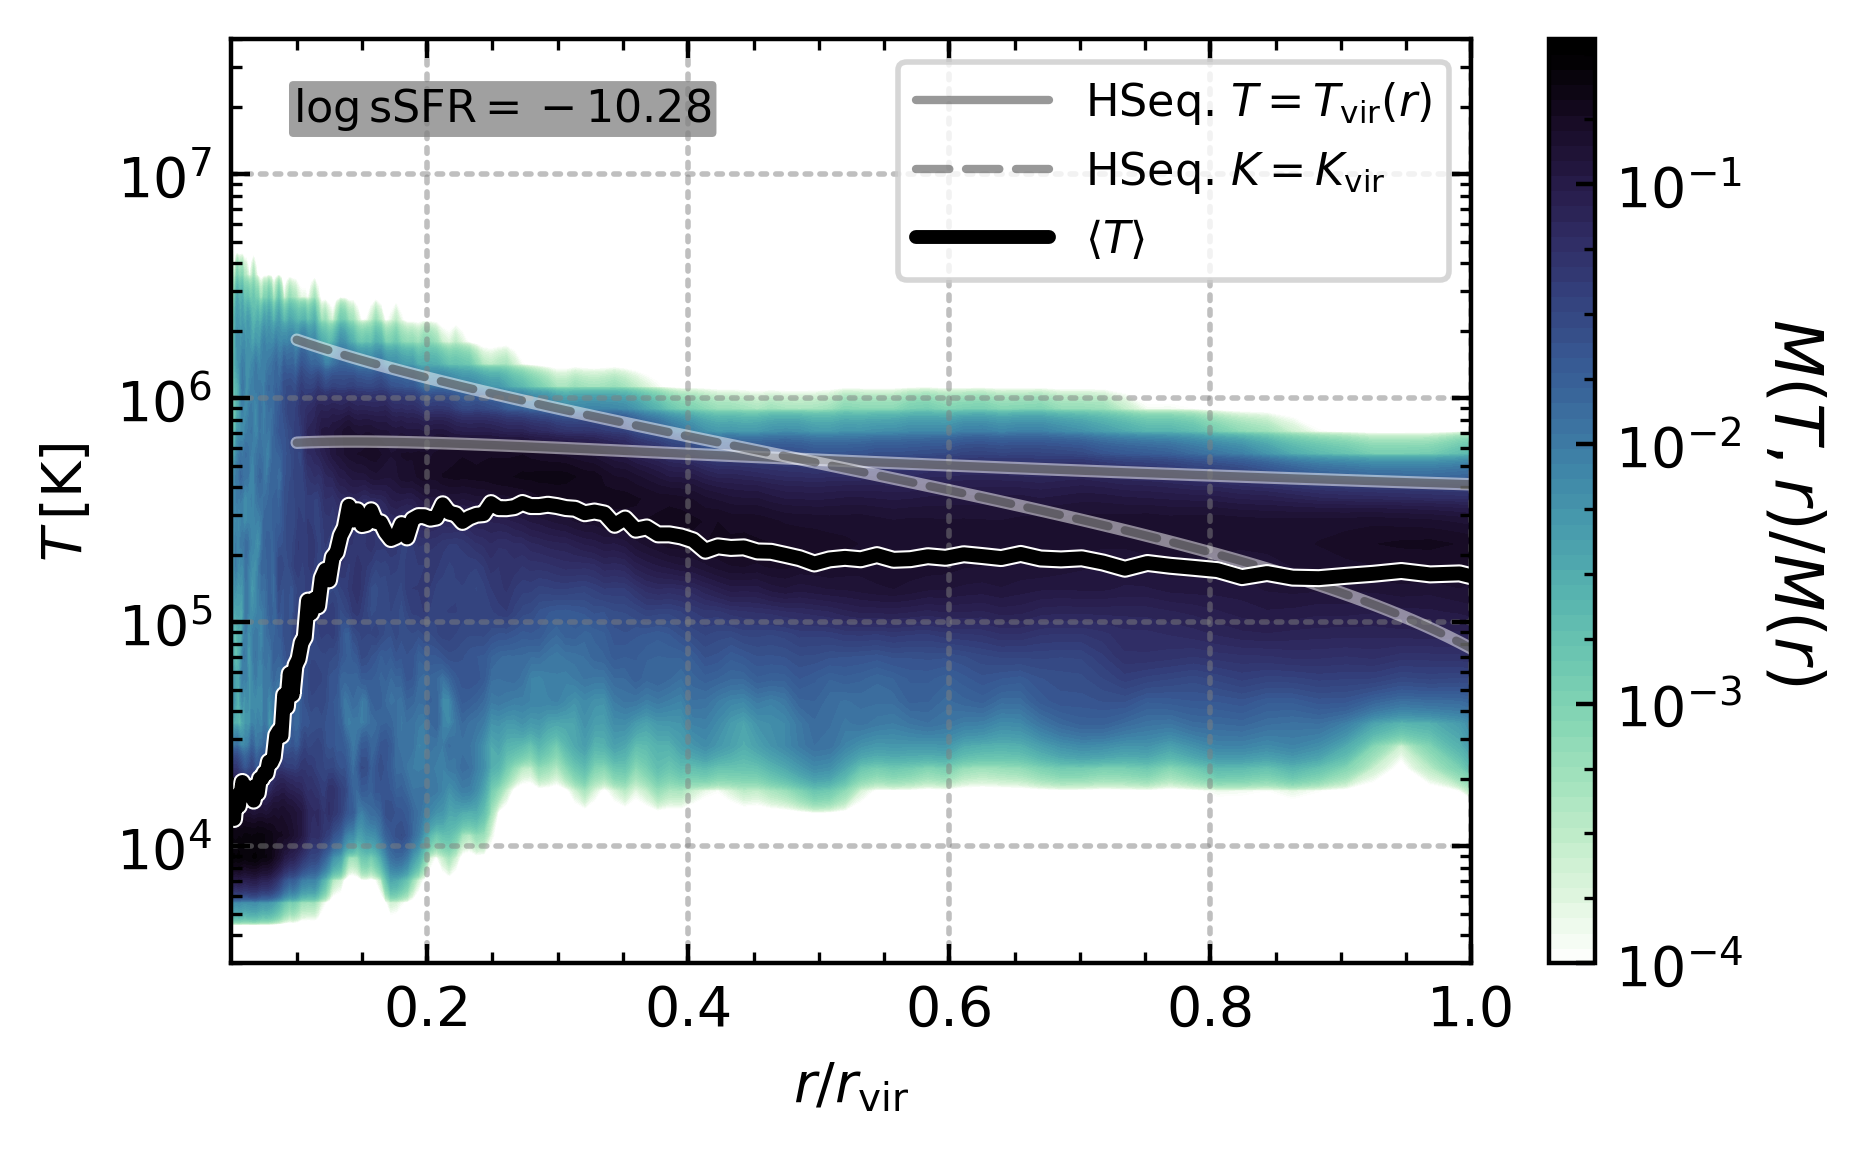 log sSFR = −10.28
HSeq. T = T_vir(r)
HSeq. K = K_vir
⟨T⟩
T [K]
10^7
10^6
10^5
10^4
0.2 0.4 0.6 0.8 1.0
r/r_vir
10^−1
10^−2
10^−3
10^−4
M(T, r)/M(r)